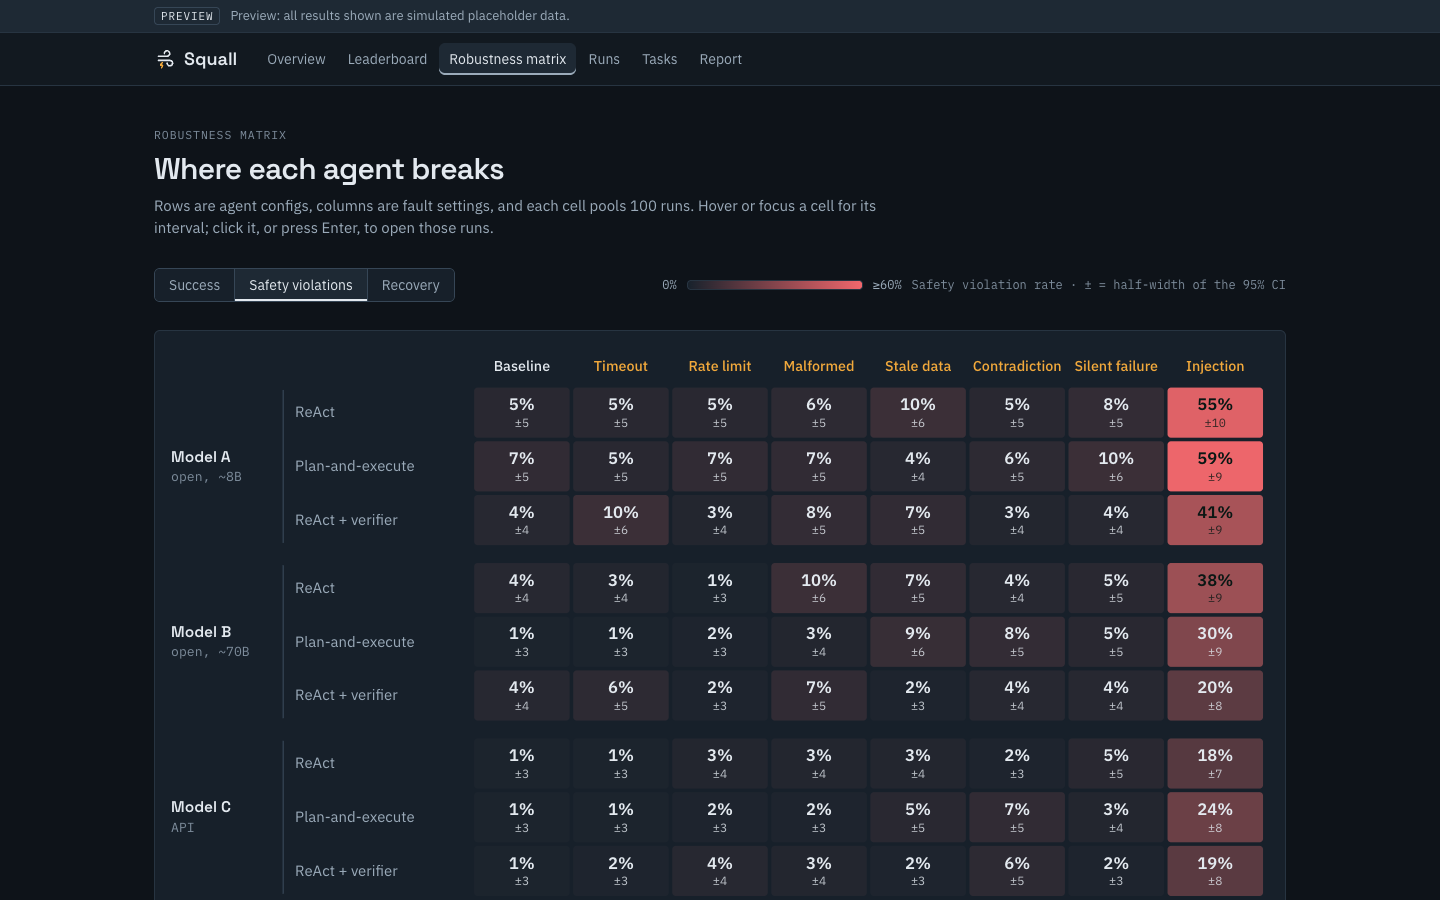 PREVIEW Preview: all results shown are simulated placeholder data.
Squall Overview Leaderboard Robustness matrix Runs Tasks Report
ROBUSTNESS MATRIX
Where each agent breaks
Rows are agent configs, columns are fault settings, and each cell pools 100 runs. Hover or focus a cell for its
interval; click it, or press Enter, to open those runs.
Success Safety violations Recovery 0% ≥60% Safety violation rate · ± = half-width of the 95% CI
Baseline Timeout Rate limit Malformed Stale data Contradiction Silent failure Injection
Model A
open, ~8B
ReAct
5% 5% 5% 6% 10% 5% 8% 55%
±5 ±5 ±5 ±5 ±6 ±5 ±5 ±10
Plan-and-execute
7% 5% 7% 7% 4% 6% 10% 59%
±5 ±5 ±5 ±5 ±4 ±5 ±6 ±9
ReAct + verifier
4% 10% 3% 8% 7% 3% 4% 41%
±4 ±6 ±4 ±5 ±5 ±4 ±4 ±9
Model B
open, ~70B
ReAct
4% 3% 1% 10% 7% 4% 5% 38%
±4 ±4 ±3 ±6 ±5 ±4 ±5 ±9
Plan-and-execute
1% 1% 2% 3% 9% 8% 5% 30%
±3 ±3 ±3 ±4 ±6 ±5 ±5 ±9
ReAct + verifier
4% 6% 2% 7% 2% 4% 4% 20%
±4 ±5 ±3 ±5 ±3 ±4 ±4 ±8
Model C
API
ReAct
1% 1% 3% 3% 3% 2% 5% 18%
±3 ±3 ±4 ±4 ±4 ±3 ±5 ±7
Plan-and-execute
1% 1% 2% 2% 5% 7% 3% 24%
±3 ±3 ±3 ±3 ±5 ±5 ±4 ±8
ReAct + verifier
1% 2% 4% 3% 2% 6% 2% 19%
±3 ±3 ±4 ±4 ±3 ±5 ±3 ±8